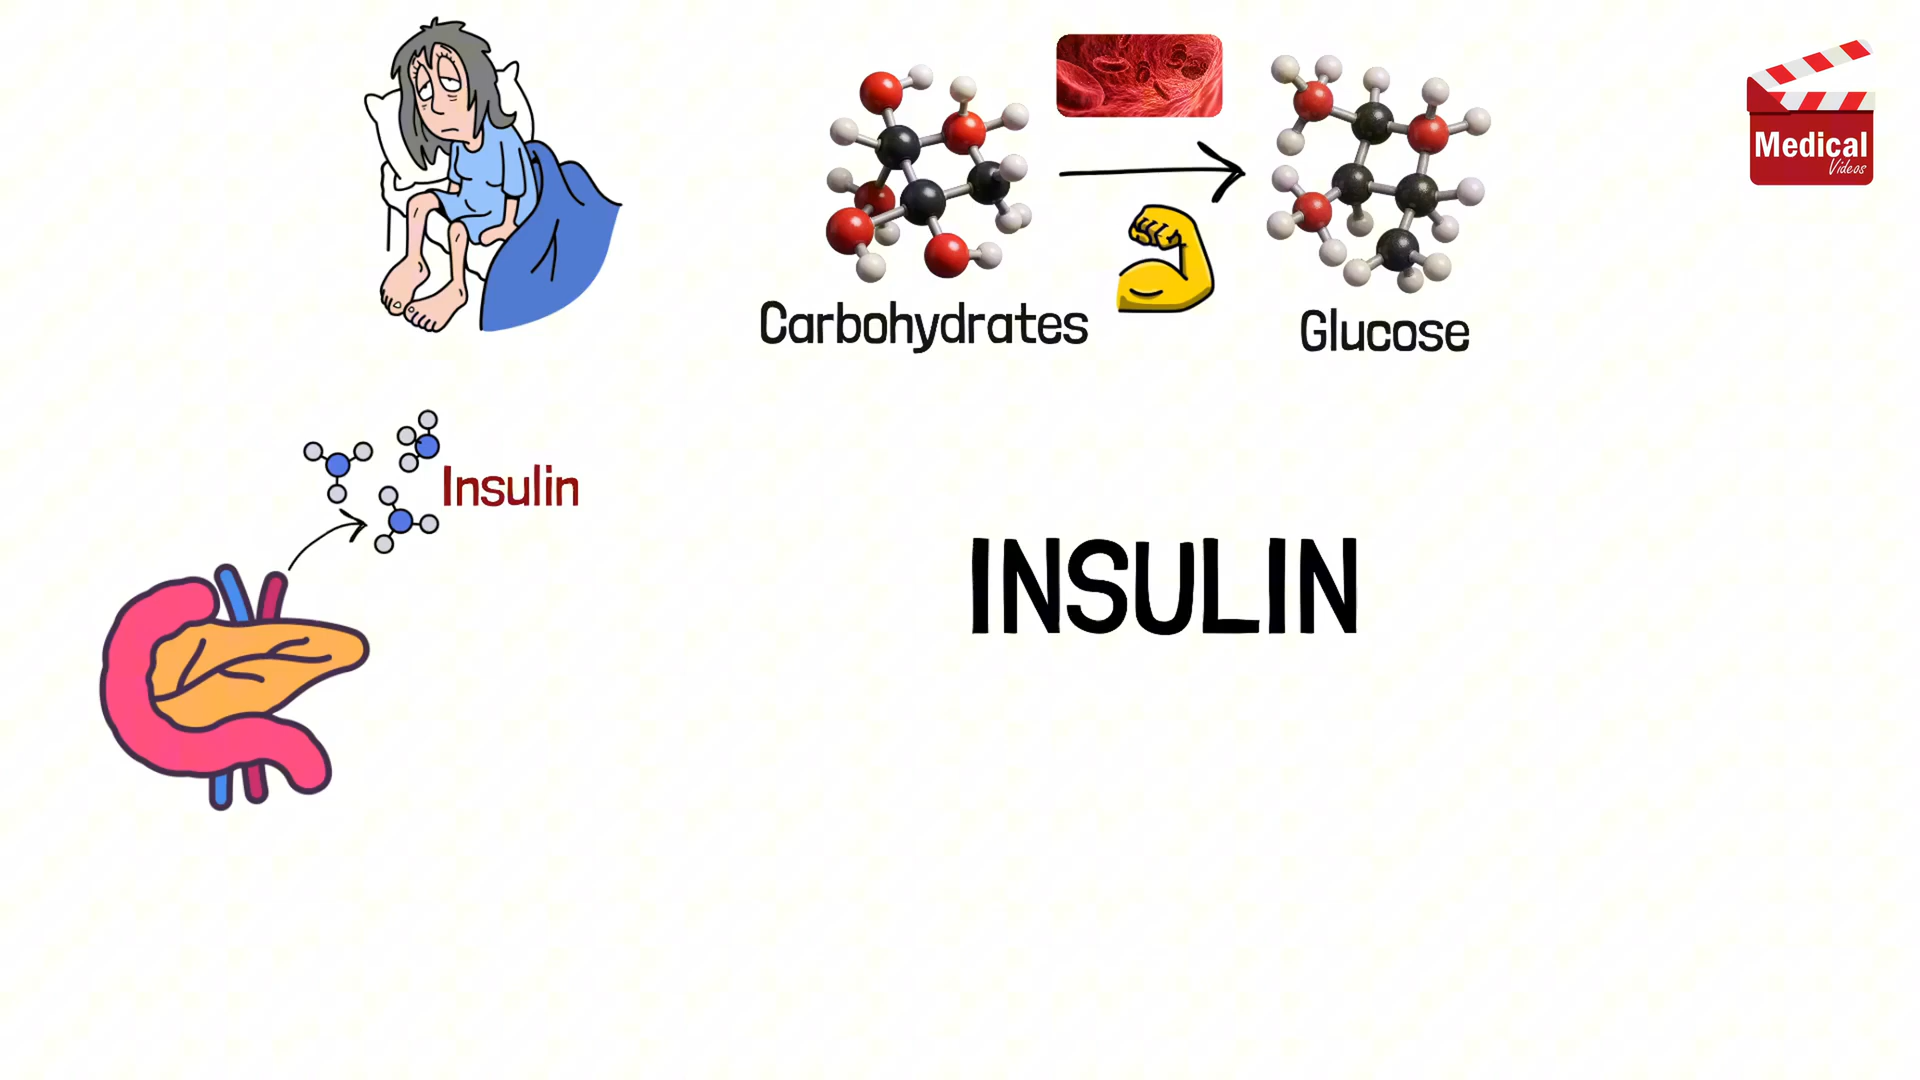 Medical
Videos
Carbohydrates
Glucose
Insulin
INSULIN